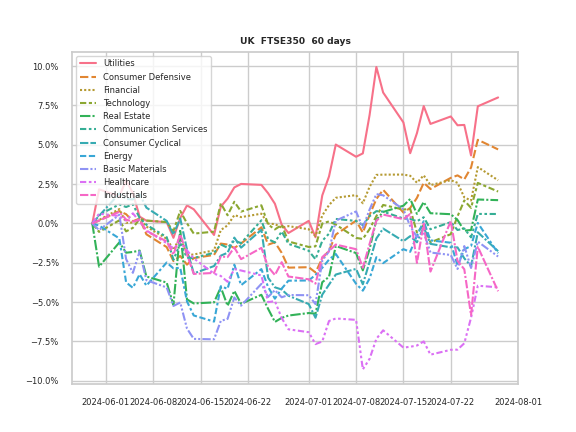 UK  FTSE350  60 days
10.0%
7.5%
5.0%
2.5%
0.0%
−2.5%
−5.0%
−7.5%
−10.0%
Utilities
Consumer Defensive
Financial
Technology
Real Estate
Communication Services
Consumer Cyclical
Energy
Basic Materials
Healthcare
Industrials
2024-06-01 2024-06-08 2024-06-15 2024-06-22 2024-07-01 2024-07-08 2024-07-15 2024-07-22 2024-08-01